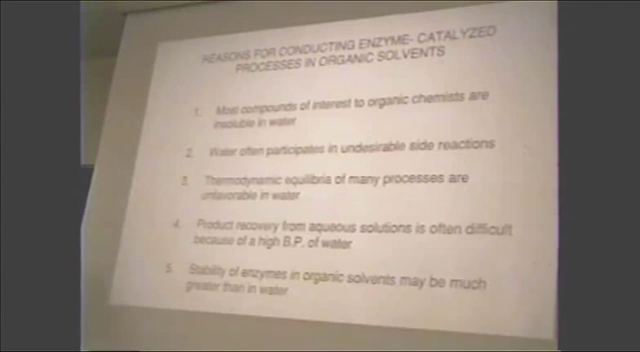 REASONS FOR CONDUCTING ENZYME- CATALYZED
PROCESSES IN ORGANIC SOLVENTS
1. Most compounds of interest to organic chemists are
insoluble in water
2. Water often participates in undesirable side reactions
3. Thermodynamic equilibria of many processes are
unfavorable in water
4. Product recovery from aqueous solutions is often difficult
because of a high B.P. of water
5. Stability of enzymes in organic solvents may be much
greater than in water